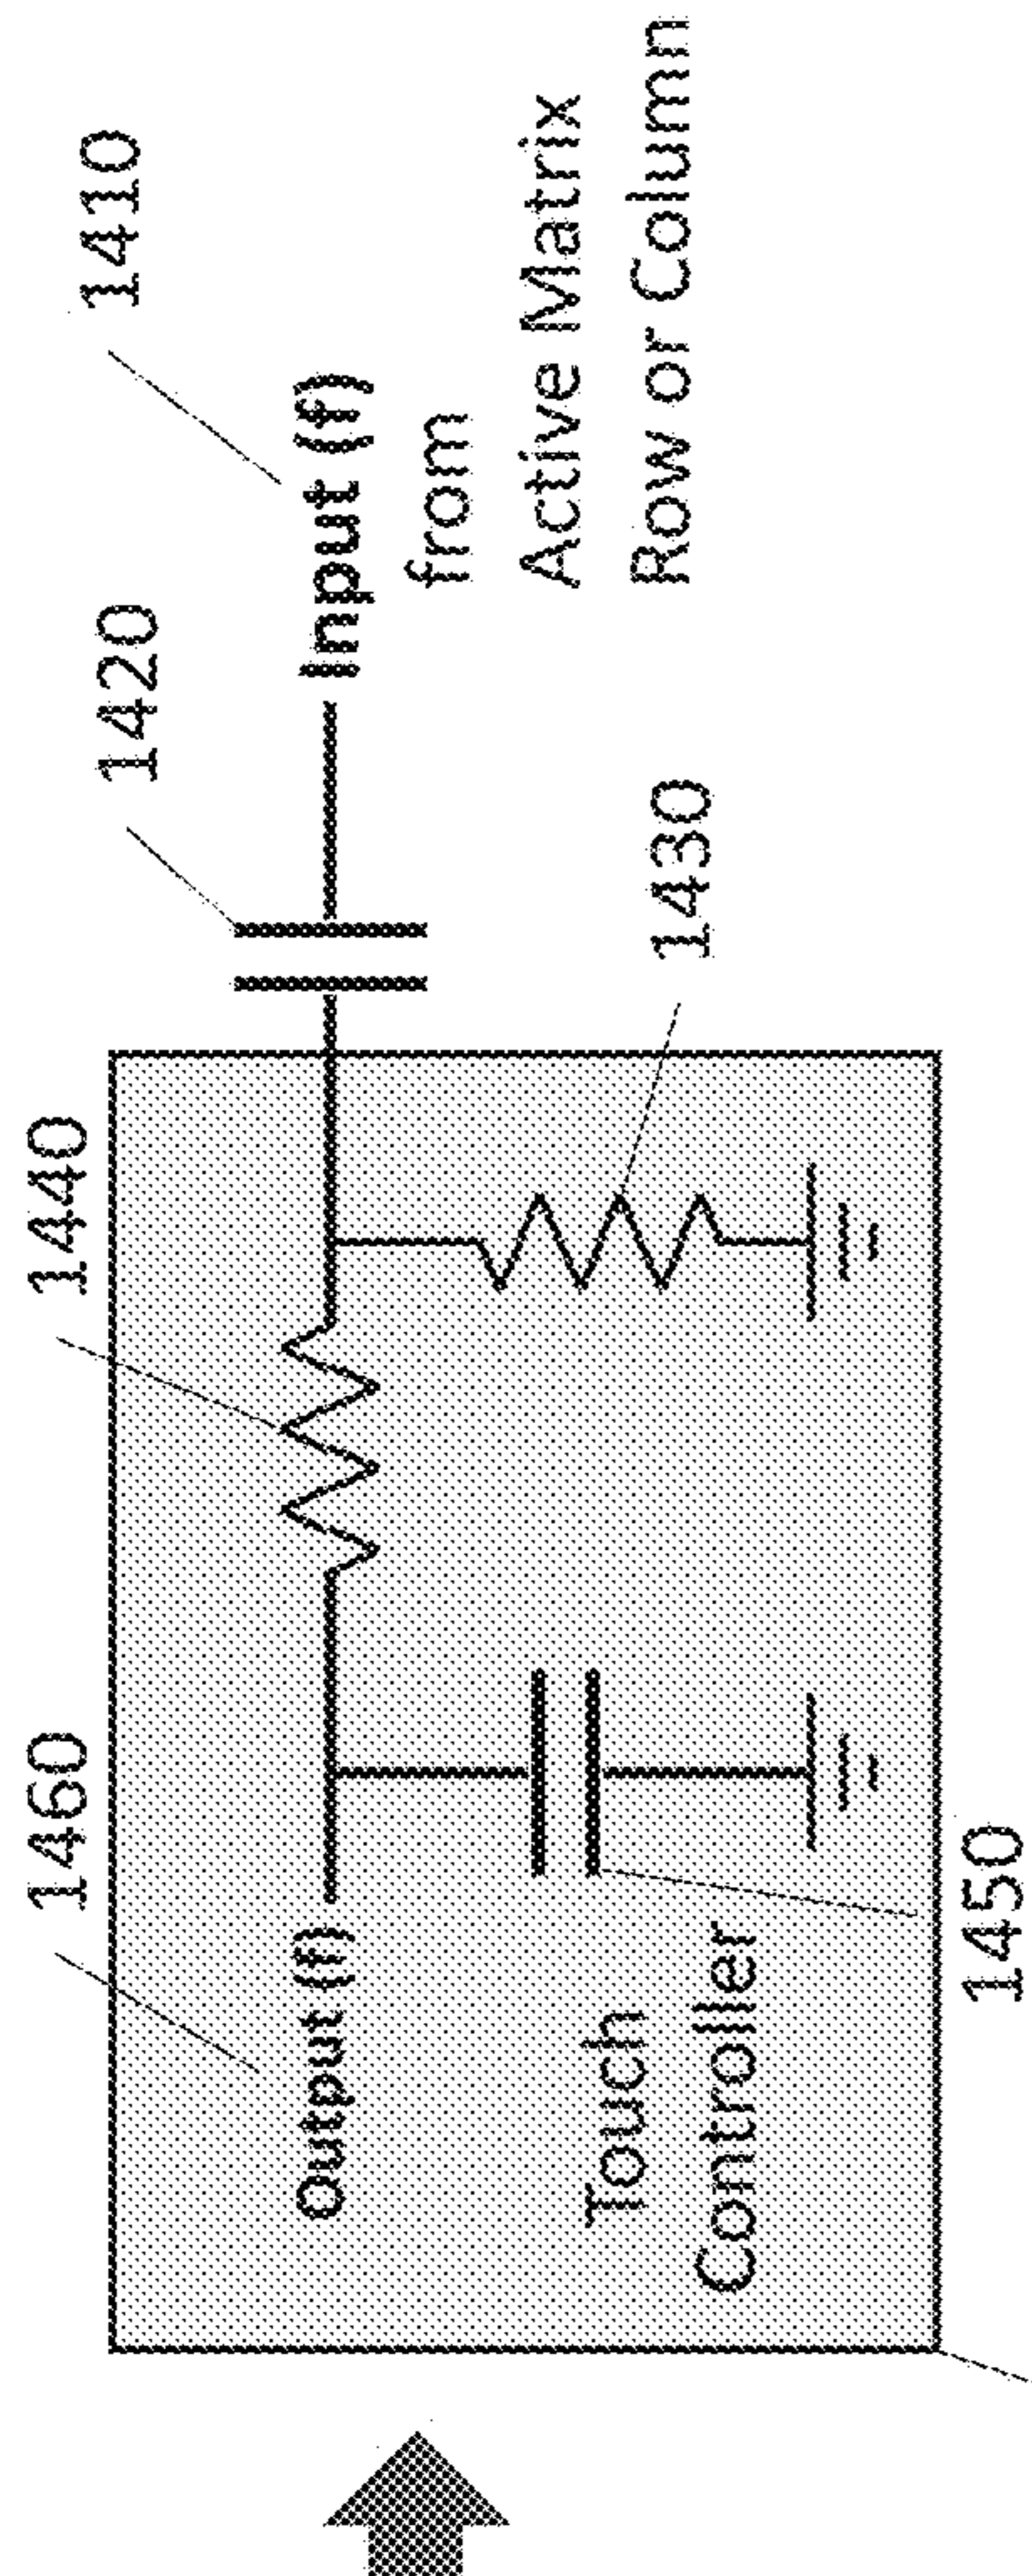 1460
1440
1420
1410
Output (f)
Input (f)
from
Active Matrix
Row or Column
Touch
Controller
1430
1450